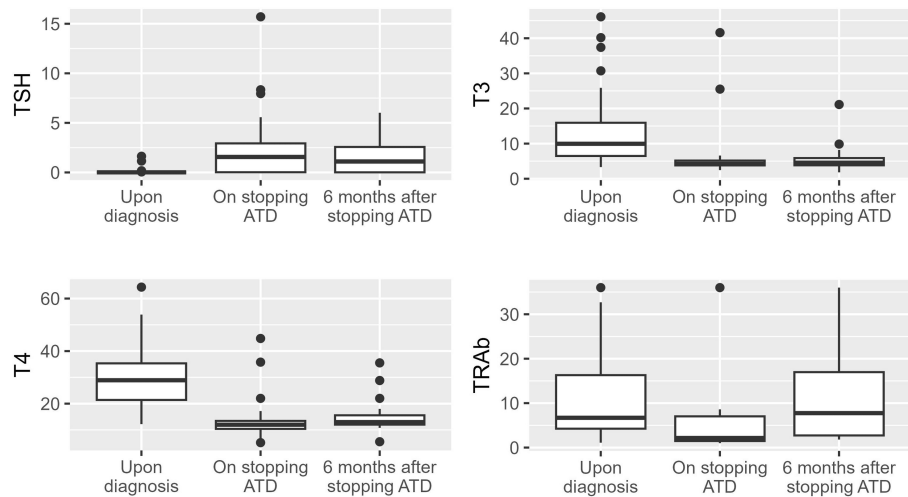 TSH
15
10
5
0
Upon
diagnosis
On stopping
ATD
6 months after
stopping ATD
T3
40
30
20
10
0
Upon
diagnosis
On stopping
ATD
6 months after
stopping ATD
T4
60
40
20
Upon
diagnosis
On stopping
ATD
6 months after
stopping ATD
TRAb
30
20
10
0
Upon
diagnosis
On stopping
ATD
6 months after
stopping ATD